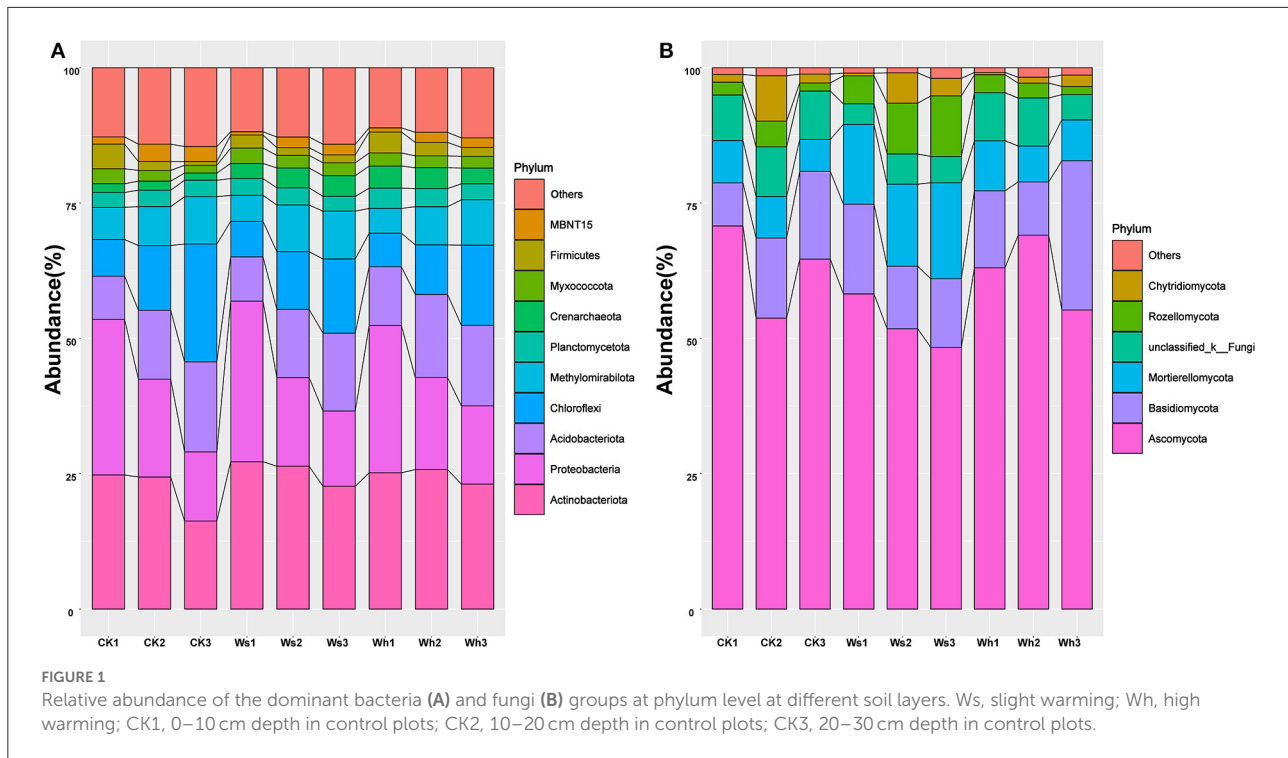 A
Abundance(%)
100
75
50
25
0
CK1 CK2 CK3 Ws1 Ws2 Ws3 Wh1 Wh2 Wh3
Phylum
Others
MBNT15
Firmicutes
Myxococcota
Crenarchaeota
Planctomycetota
Methylomirabilota
Chloroflexi
Acidobacteriota
Proteobacteria
Actinobacteriota
B
Abundance(%)
100
75
50
25
0
CK1 CK2 CK3 Ws1 Ws2 Ws3 Wh1 Wh2 Wh3
Phylum
Others
Chytridiomycota
Rozellomycota
unclassified_k__Fungi
Mortierellomycota
Basidiomycota
Ascomycota
FIGURE 1
Relative abundance of the dominant bacteria (A) and fungi (B) groups at phylum level at different soil layers. Ws, slight warming; Wh, high
warming; CK1, 0–10 cm depth in control plots; CK2, 10–20 cm depth in control plots; CK3, 20–30 cm depth in control plots.